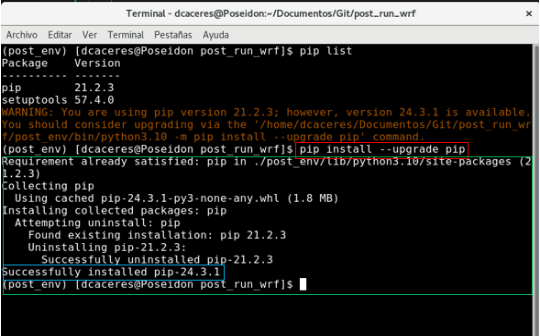 Terminal - dcaceres@Poseidon:~/Documentos/Git/post_run_wrf
Archivo Editar Ver Terminal Pestañas Ayuda
(post_env) [dcaceres@Poseidon post_run_wrf]$ pip list
Package    Version
---------- -------
pip        21.2.3
setuptools 57.4.0
WARNING: You are using pip version 21.2.3; however, version 24.3.1 is available.
You should consider upgrading via the '/home/dcaceres/Documentos/Git/post_run_wr
f/post_env/bin/python3.10 -m pip install --upgrade pip' command.
(post_env) [dcaceres@Poseidon post_run_wrf]$ pip install --upgrade pip
Requirement already satisfied: pip in ./post_env/lib/python3.10/site-packages (2
1.2.3)
Collecting pip
  Using cached pip-24.3.1-py3-none-any.whl (1.8 MB)
Installing collected packages: pip
  Attempting uninstall: pip
    Found existing installation: pip 21.2.3
    Uninstalling pip-21.2.3:
      Successfully uninstalled pip-21.2.3
Successfully installed pip-24.3.1
(post_env) [dcaceres@Poseidon post_run_wrf]$